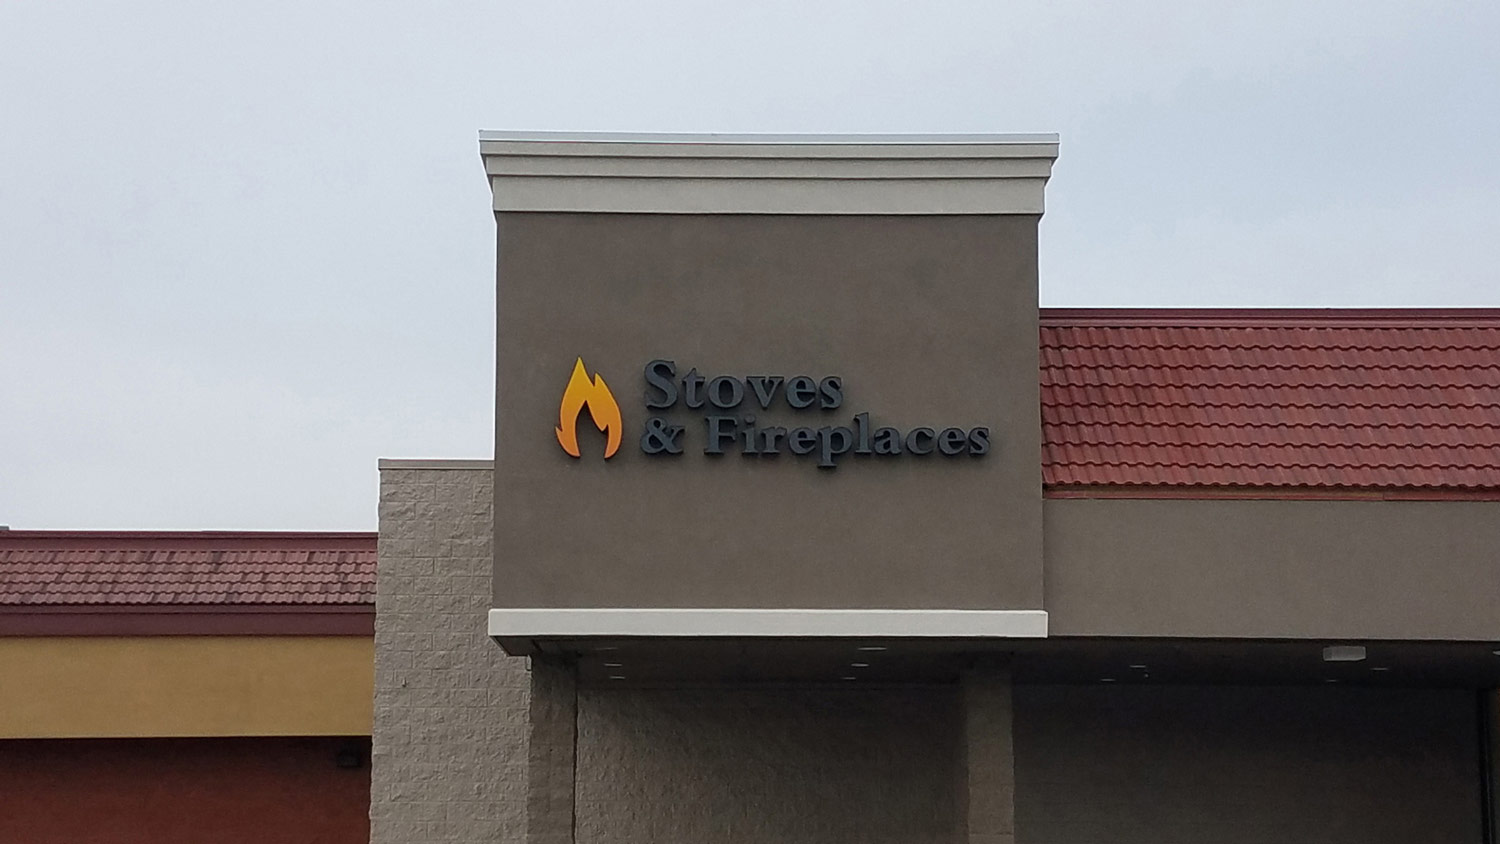 Stoves
& Fireplaces